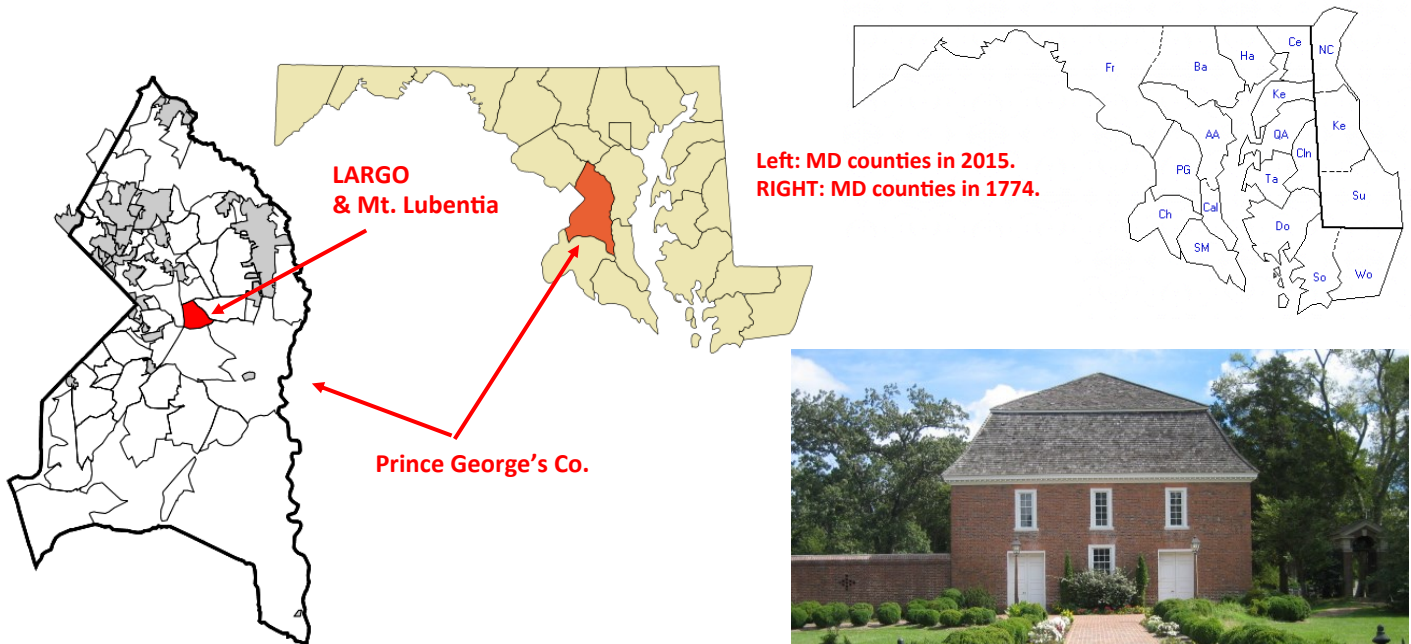 LARGO
& Mt. Lubentia
Prince George’s Co.
Left: MD counties in 2015.
RIGHT: MD counties in 1774.
Fr
Ba
Ha
Ce
NC
Ke
AA
QA
Ke
Cln
PG
Ta
Su
Ch
Cal
Do
SM
So
Wo